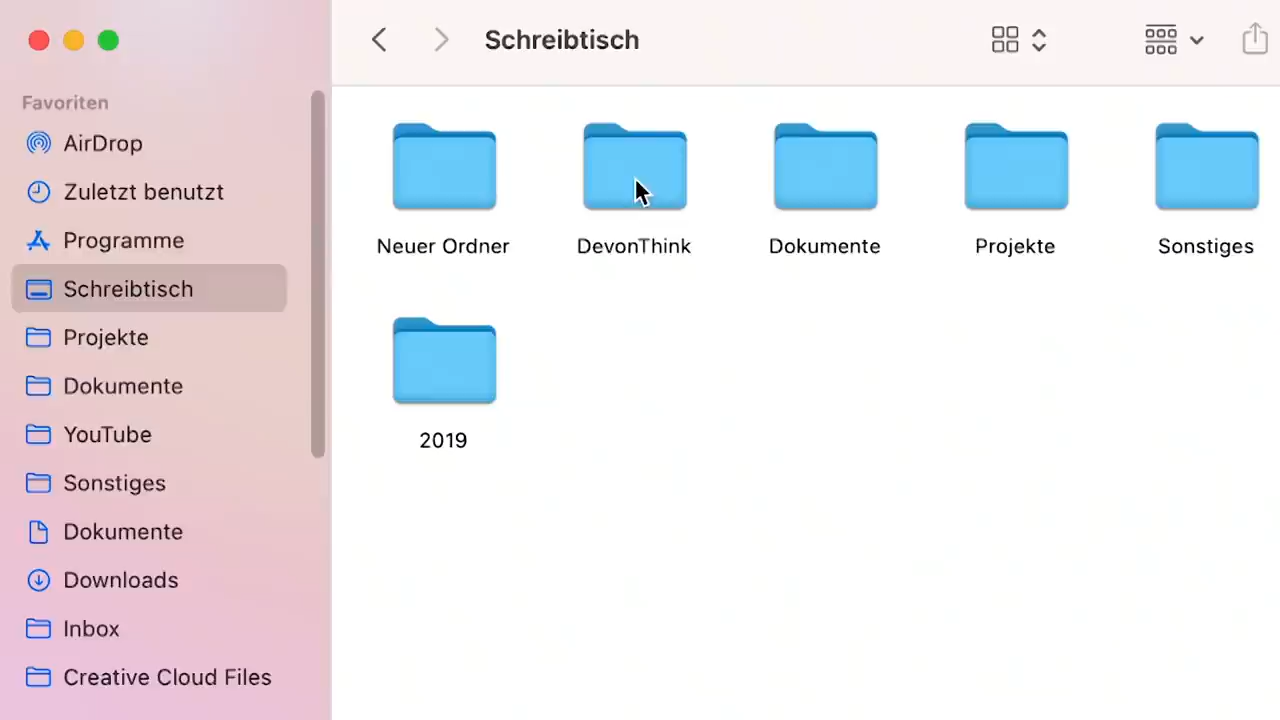 Schreibtisch
Favoriten
AirDrop
Zuletzt benutzt
Programme
Schreibtisch
Projekte
Dokumente
YouTube
Sonstiges
Dokumente
Downloads
Inbox
Creative Cloud Files
Neuer Ordner
DevonThink
Dokumente
Projekte
Sonstiges
2019